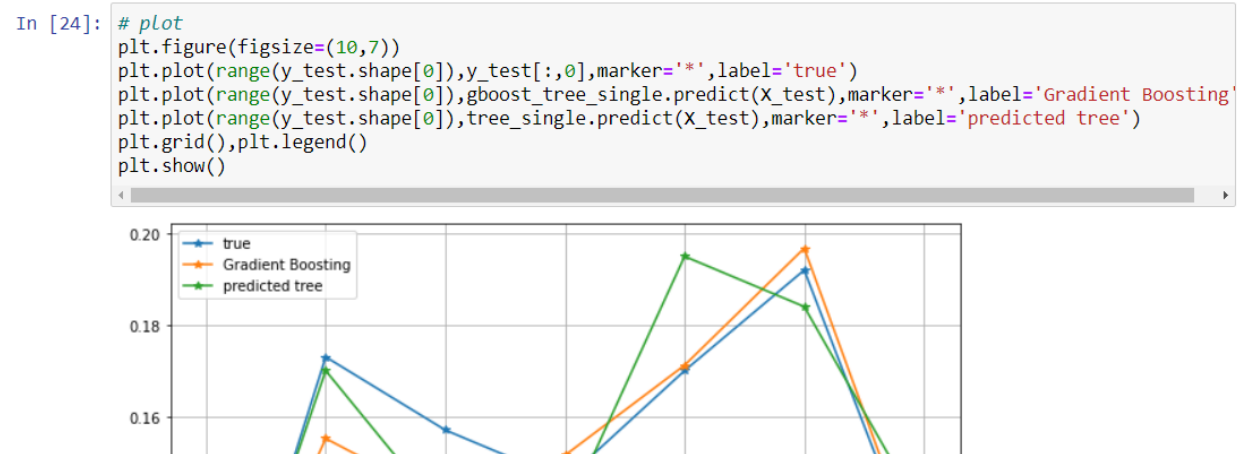 In [24]: # plot
plt.figure(figsize=(10,7))
plt.plot(range(y_test.shape[0]),y_test[:,0],marker='*',label='true')
plt.plot(range(y_test.shape[0]),gboost_tree_single.predict(X_test),marker='*',label='Gradient Boosting'
plt.plot(range(y_test.shape[0]),tree_single.predict(X_test),marker='*',label='predicted tree')
plt.grid(),plt.legend()
plt.show()
0.20
true
Gradient Boosting
predicted tree
0.18
0.16